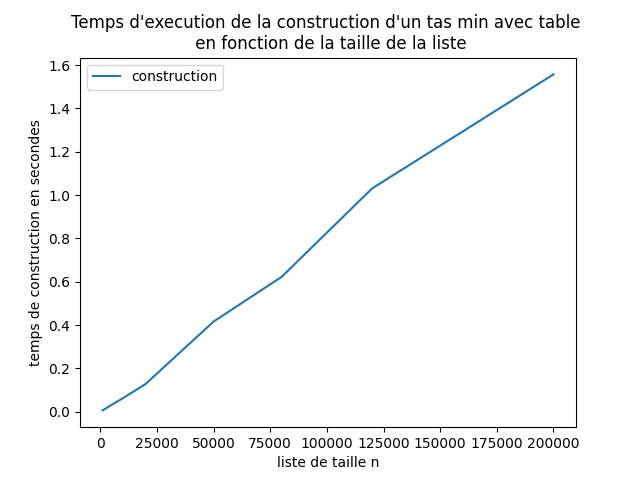 Temps d'execution de la construction d'un tas min avec table
en fonction de la taille de la liste
construction
temps de construction en secondes
1.6
1.4
1.2
1.0
0.8
0.6
0.4
0.2
0.0
0 25000 50000 75000 100000 125000 150000 175000 200000
liste de taille n